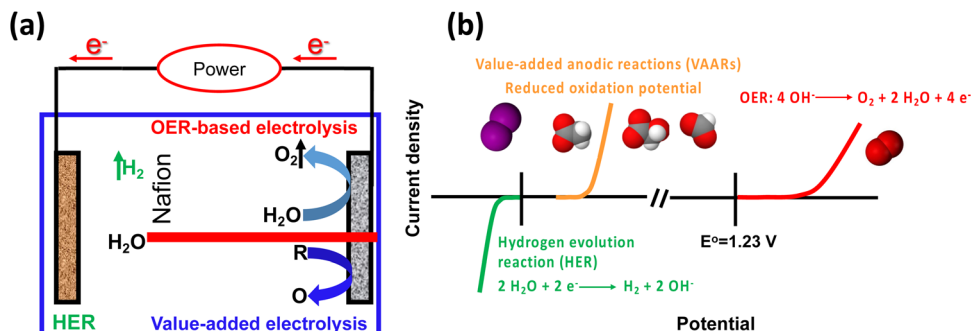 (a)
e-
e-
Power
OER-based electrolysis
H₂
Nafion
O₂
H₂O
H₂O
R
O
HER
Value-added electrolysis
(b)
Current density
Value-added anodic reactions (VAARs)
Reduced oxidation potential
OER: 4 OH⁻ ⟶ O₂ + 2 H₂O + 4 e⁻
//
E°=1.23 V
Hydrogen evolution
reaction (HER)
2 H₂O + 2 e⁻ ⟶ H₂ + 2 OH⁻
Potential